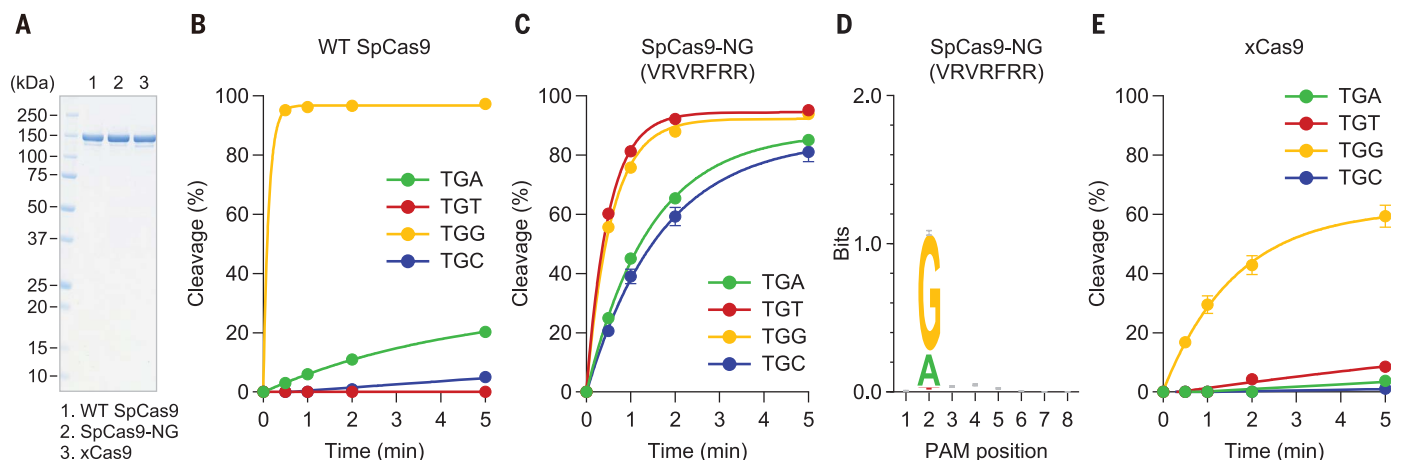 A
(kDa)
1 2 3
250
150
100
75
50
37
25
20
15
10
1. WT SpCas9
2. SpCas9-NG
3. xCas9
B
WT SpCas9
Cleavage (%)
100
80
60
40
20
0
TGA
TGT
TGG
TGC
0 1 2 3 4 5
Time (min)
C
SpCas9-NG
(VRVRFRR)
Cleavage (%)
100
80
60
40
20
0
TGA
TGT
TGG
TGC
0 1 2 3 4 5
Time (min)
D
SpCas9-NG
(VRVRFRR)
Bits
2.0
1.0
0.0
G
A
1 2 3 4 5 6 7 8
PAM position
E
xCas9
Cleavage (%)
100
80
60
40
20
0
TGA
TGT
TGG
TGC
0 1 2 3 4 5
Time (min)